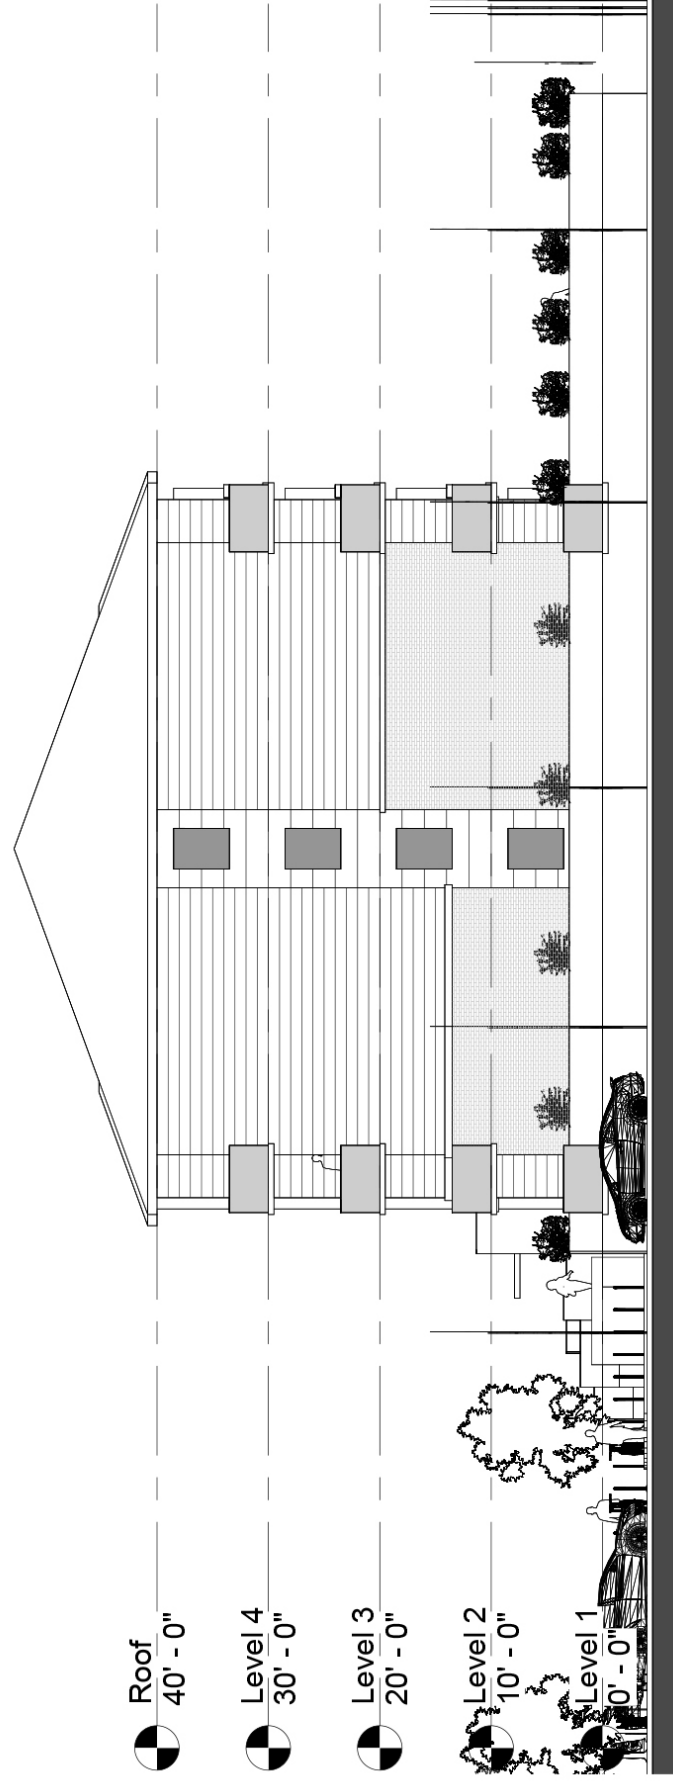 Roof
40' - 0"
Level 4
30' - 0"
Level 3
20' - 0"
Level 2
10' - 0"
Level 1
0' - 0"